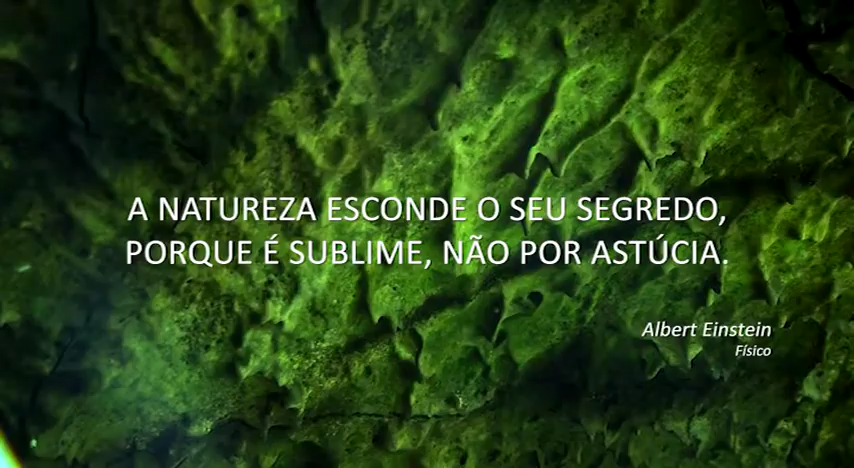 A NATUREZA ESCONDE O SEU SEGREDO,
PORQUE É SUBLIME, NÃO POR ASTÚCIA.
Albert Einstein
Físico